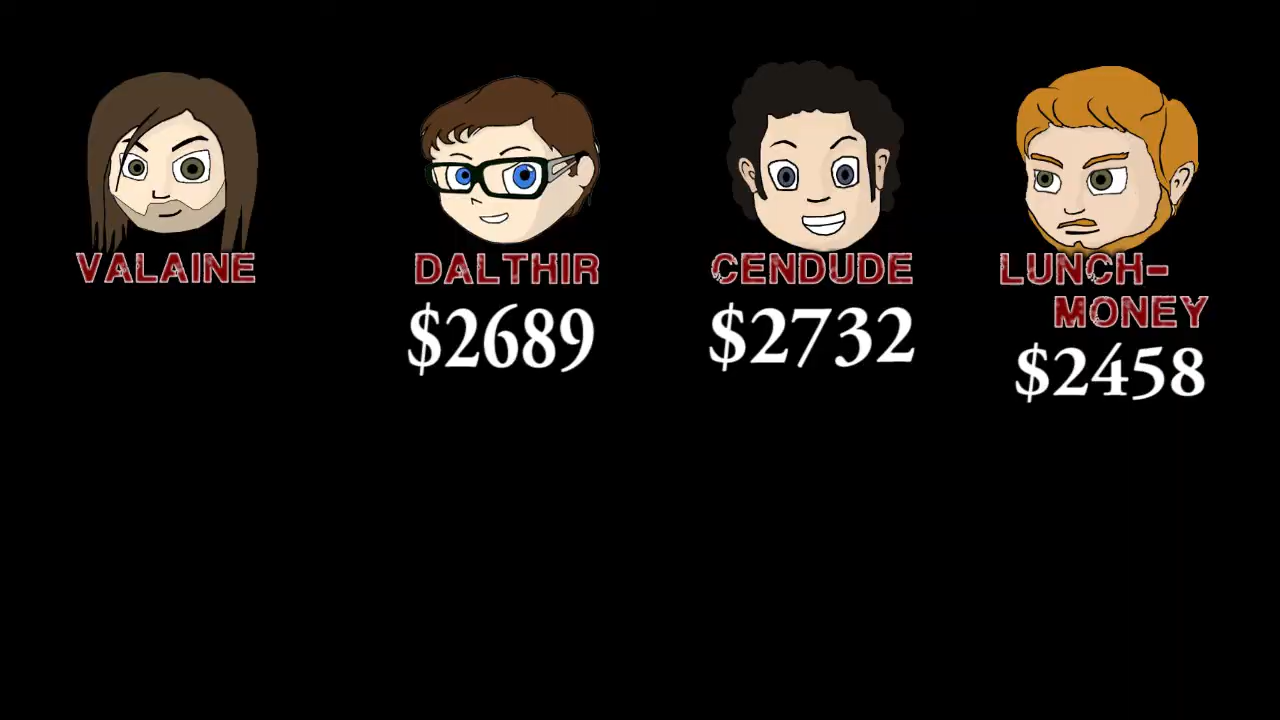 VALAINE
DALTHIR
$2689
CENDUDE
$2732
LUNCH-
MONEY
$2458